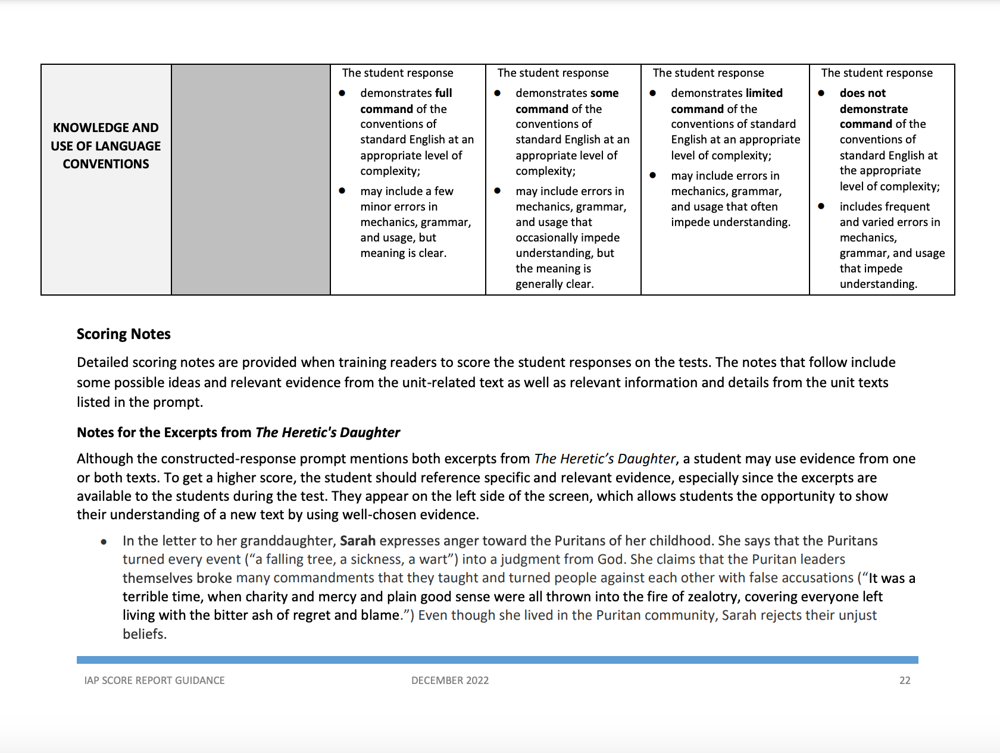 KNOWLEDGE AND
USE OF LANGUAGE
CONVENTIONS
The student response
● demonstrates full
command of the
conventions of
standard English at an
appropriate level of
complexity;
● may include a few
minor errors in
mechanics, grammar,
and usage, but
meaning is clear.
The student response
● demonstrates some
command of the
conventions of
standard English at an
appropriate level of
complexity;
● may include errors in
mechanics, grammar,
and usage that
occasionally impede
understanding, but
the meaning is
generally clear.
The student response
● demonstrates limited
command of the
conventions of standard
English at an appropriate
level of complexity;
● may include errors in
mechanics, grammar,
and usage that often
impede understanding.
The student response
● does not
demonstrate
command of the
conventions of
standard English at
the appropriate
level of complexity;
● includes frequent
and varied errors in
mechanics,
grammar, and usage
that impede
understanding.
Scoring Notes
Detailed scoring notes are provided when training readers to score the student responses on the tests. The notes that follow include
some possible ideas and relevant evidence from the unit-related text as well as relevant information and details from the unit texts
listed in the prompt.
Notes for the Excerpts from The Heretic's Daughter
Although the constructed-response prompt mentions both excerpts from The Heretic’s Daughter, a student may use evidence from one
or both texts. To get a higher score, the student should reference specific and relevant evidence, especially since the excerpts are
available to the students during the test. They appear on the left side of the screen, which allows students the opportunity to show
their understanding of a new text by using well-chosen evidence.
● In the letter to her granddaughter, Sarah expresses anger toward the Puritans of her childhood. She says that the Puritans
turned every event (“a falling tree, a sickness, a wart”) into a judgment from God. She claims that the Puritan leaders
themselves broke many commandments that they taught and turned people against each other with false accusations (“It was a
terrible time, when charity and mercy and plain good sense were all thrown into the fire of zealotry, covering everyone left
living with the bitter ash of regret and blame.”) Even though she lived in the Puritan community, Sarah rejects their unjust
beliefs.
IAP SCORE REPORT GUIDANCE
DECEMBER 2022
22